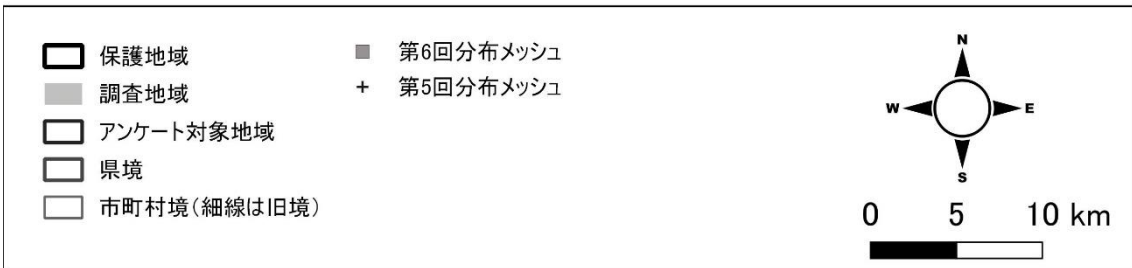 保護地域
調査地域
アンケート対象地域
県境
市町村境(細線は旧境)
第6回分布メッシュ
第5回分布メッシュ
N
W E
S
0 5 10 km